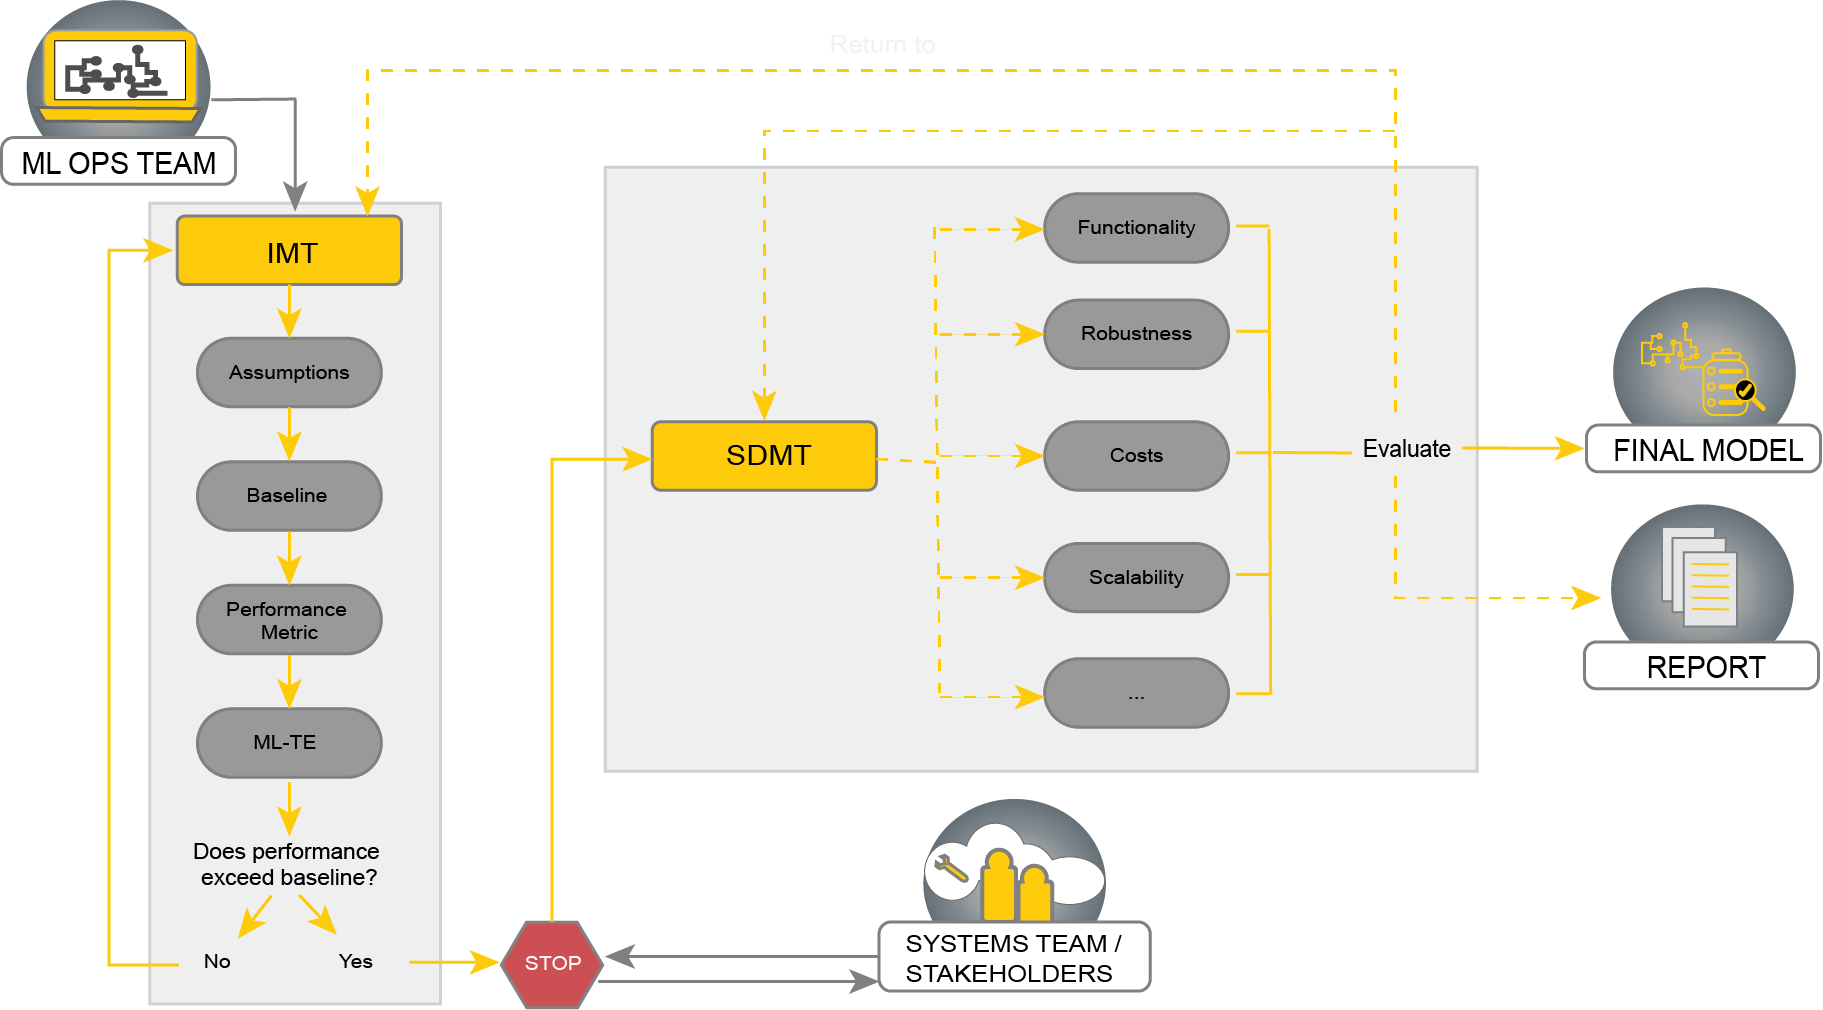 Return to
ML OPS TEAM
IMT
Assumptions
Baseline
Performance
Metric
ML-TE
Does performance
exceed baseline?
No
Yes
STOP
SDMT
Functionality
Robustness
Costs
Scalability
...
Evaluate
FINAL MODEL
REPORT
SYSTEMS TEAM /
STAKEHOLDERS